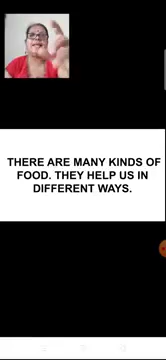 THERE ARE MANY KINDS OF
FOOD. THEY HELP US IN
DIFFERENT WAYS.